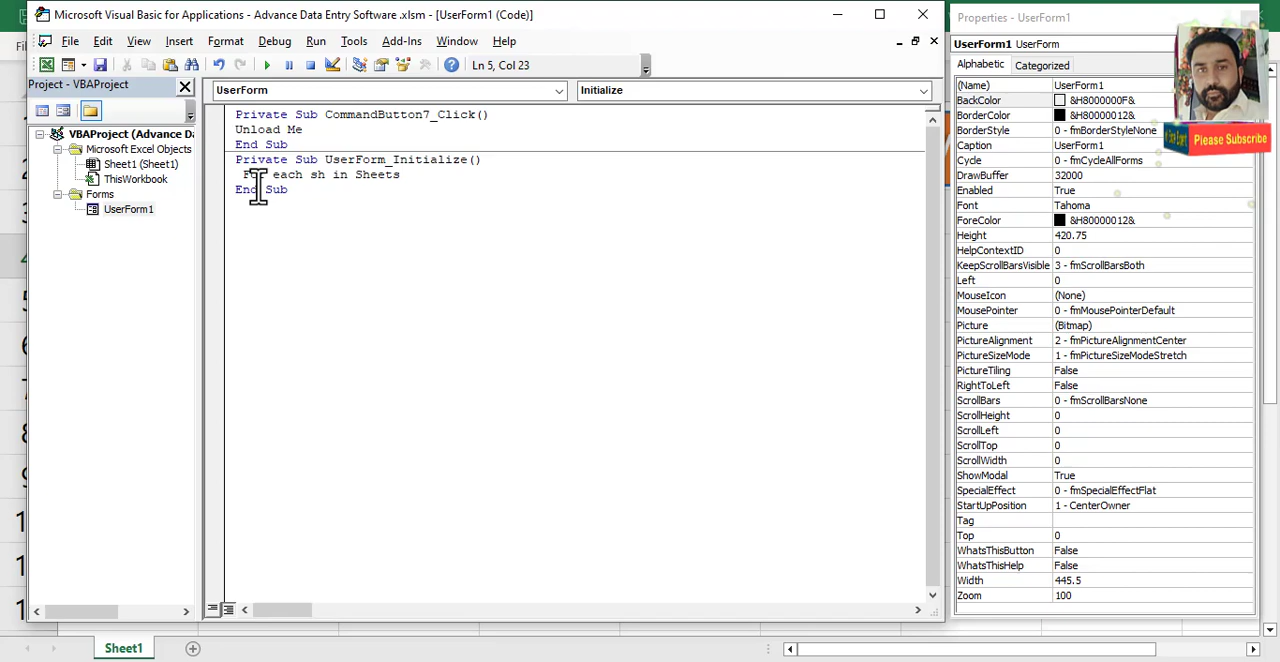 Microsoft Visual Basic for Applications - Advance Data Entry Software .xlsm - [UserForm1 (Code)]
File Edit View Insert Format Debug Run Tools Add-Ins Window Help
Ln 5, Col 23
Project - VBAProject
VBAProject (Advance Da
Microsoft Excel Objects
Sheet1 (Sheet1)
ThisWorkbook
Forms
UserForm1
UserForm
Initialize
Private Sub CommandButton7_Click()
Unload Me
End Sub
Private Sub UserForm_Initialize()
each sh in Sheets
End Sub
Properties - UserForm1
UserForm1 UserForm
Alphabetic Categorized
(Name) UserForm1
BackColor &H8000000F&
BorderColor &H80000012&
BorderStyle 0 - fmBorderStyleNone
Caption UserForm1
Cycle 0 - fmCycleAllForms
DrawBuffer 32000
Enabled True
Font Tahoma
ForeColor &H80000012&
Height 420.75
HelpContextID 0
KeepScrollBarsVisible 3 - fmScrollBarsBoth
Left 0
MouseIcon (None)
MousePointer 0 - fmMousePointerDefault
Picture (Bitmap)
PictureAlignment 2 - fmPictureAlignmentCenter
PictureSizeMode 1 - fmPictureSizeModeStretch
PictureTiling False
RightToLeft False
ScrollBars 0 - fmScrollBarsNone
ScrollHeight 0
ScrollLeft 0
ScrollTop 0
ScrollWidth 0
ShowModal True
SpecialEffect 0 - fmSpecialEffectFlat
StartUpPosition 1 - CenterOwner
Tag
Top 0
WhatsThisButton False
WhatsThisHelp False
Width 445.5
Zoom 100
Please Subscribe
Sheet1